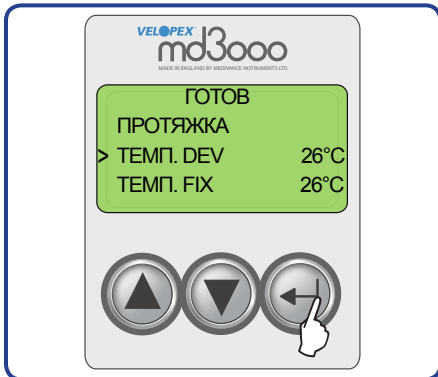 VELOPEX
md3000
MADE IN ENGLAND BY MEDIVANCE INSTRUMENTS LTD
ГОТОВ
ПРОТЯЖКА
> ТЕМП. DEV 26°C
ТЕМП. FIX 26°C